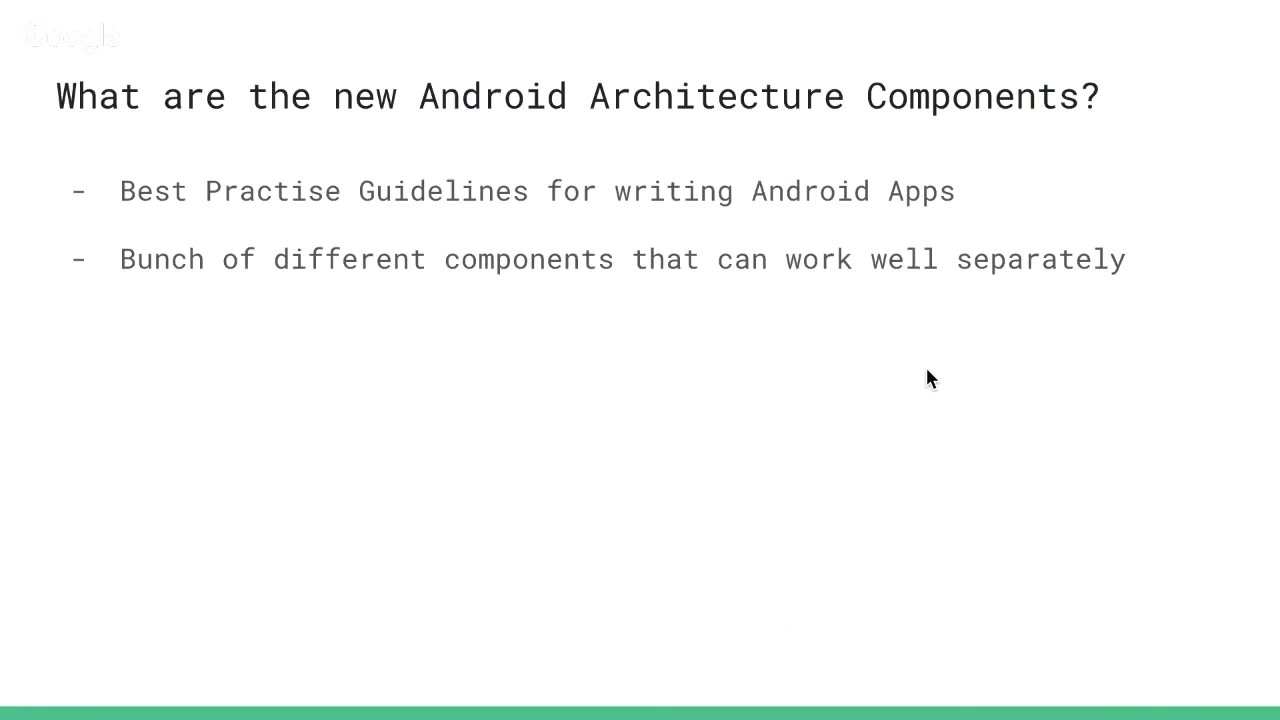 Google
What are the new Android Architecture Components?
- Best Practise Guidelines for writing Android Apps
- Bunch of different components that can work well separately